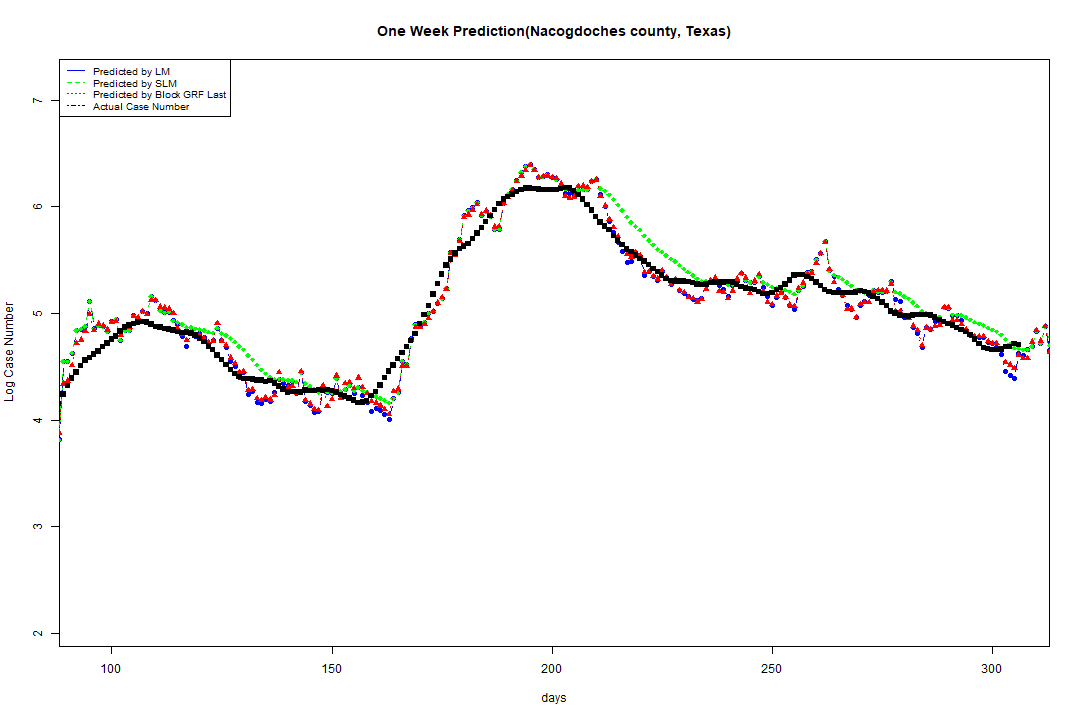 One Week Prediction(Nacogdoches county, Texas)
Predicted by LM
Predicted by SLM
Predicted by Block GRF Last
Actual Case Number
Log Case Number
7
6
5
4
3
2
100 150 200 250 300
days